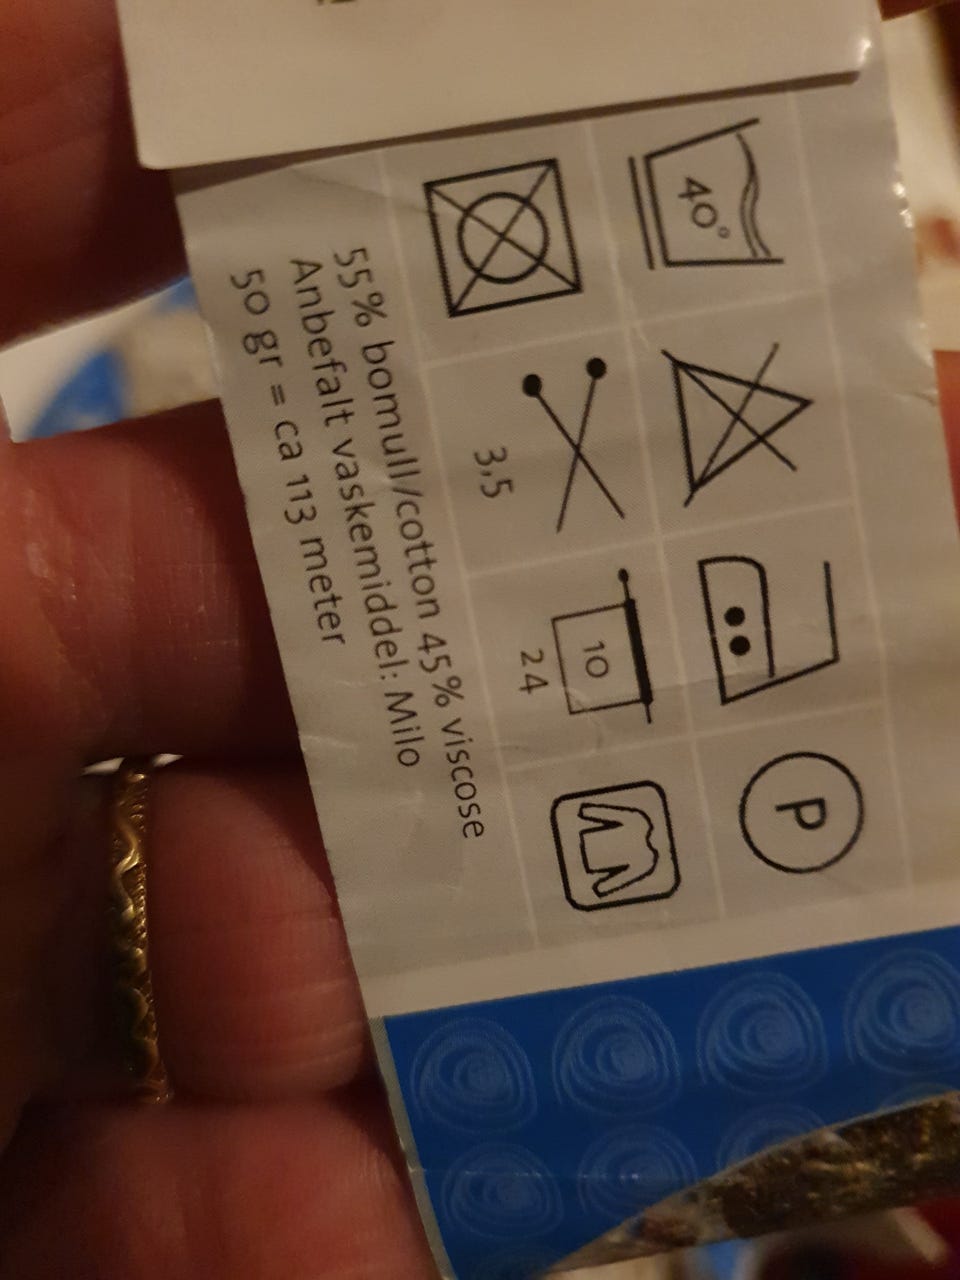 40°
P
3,5
10
24
55% bomull/cotton 45% viscose
Anbefalt vaskemiddel: Milo
50 gr = ca 113 meter